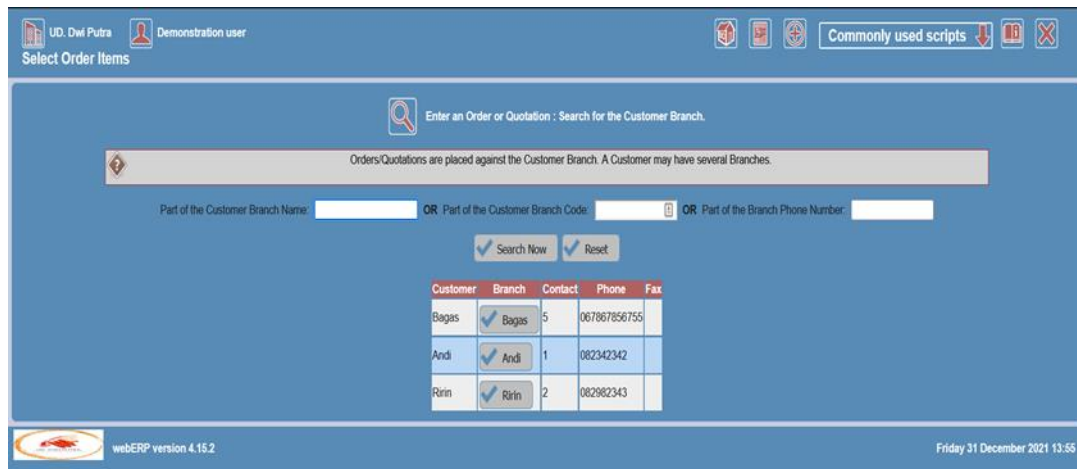 UD. Dwi Putra Demonstration user Commonly used scripts
Select Order Items
Enter an Order or Quotation : Search for the Customer Branch.
Orders/Quotations are placed against the Customer Branch. A Customer may have several Branches.
Part of the Customer Branch Name: OR Part of the Customer Branch Code: OR Part of the Branch Phone Number:
Search Now Reset
Customer Branch Contact Phone Fax
Bagas Bagas 5 067867856755
Andi Andi 1 082342342
Ririn Ririn 2 082982343
webERP version 4.15.2 Friday 31 December 2021 13:55